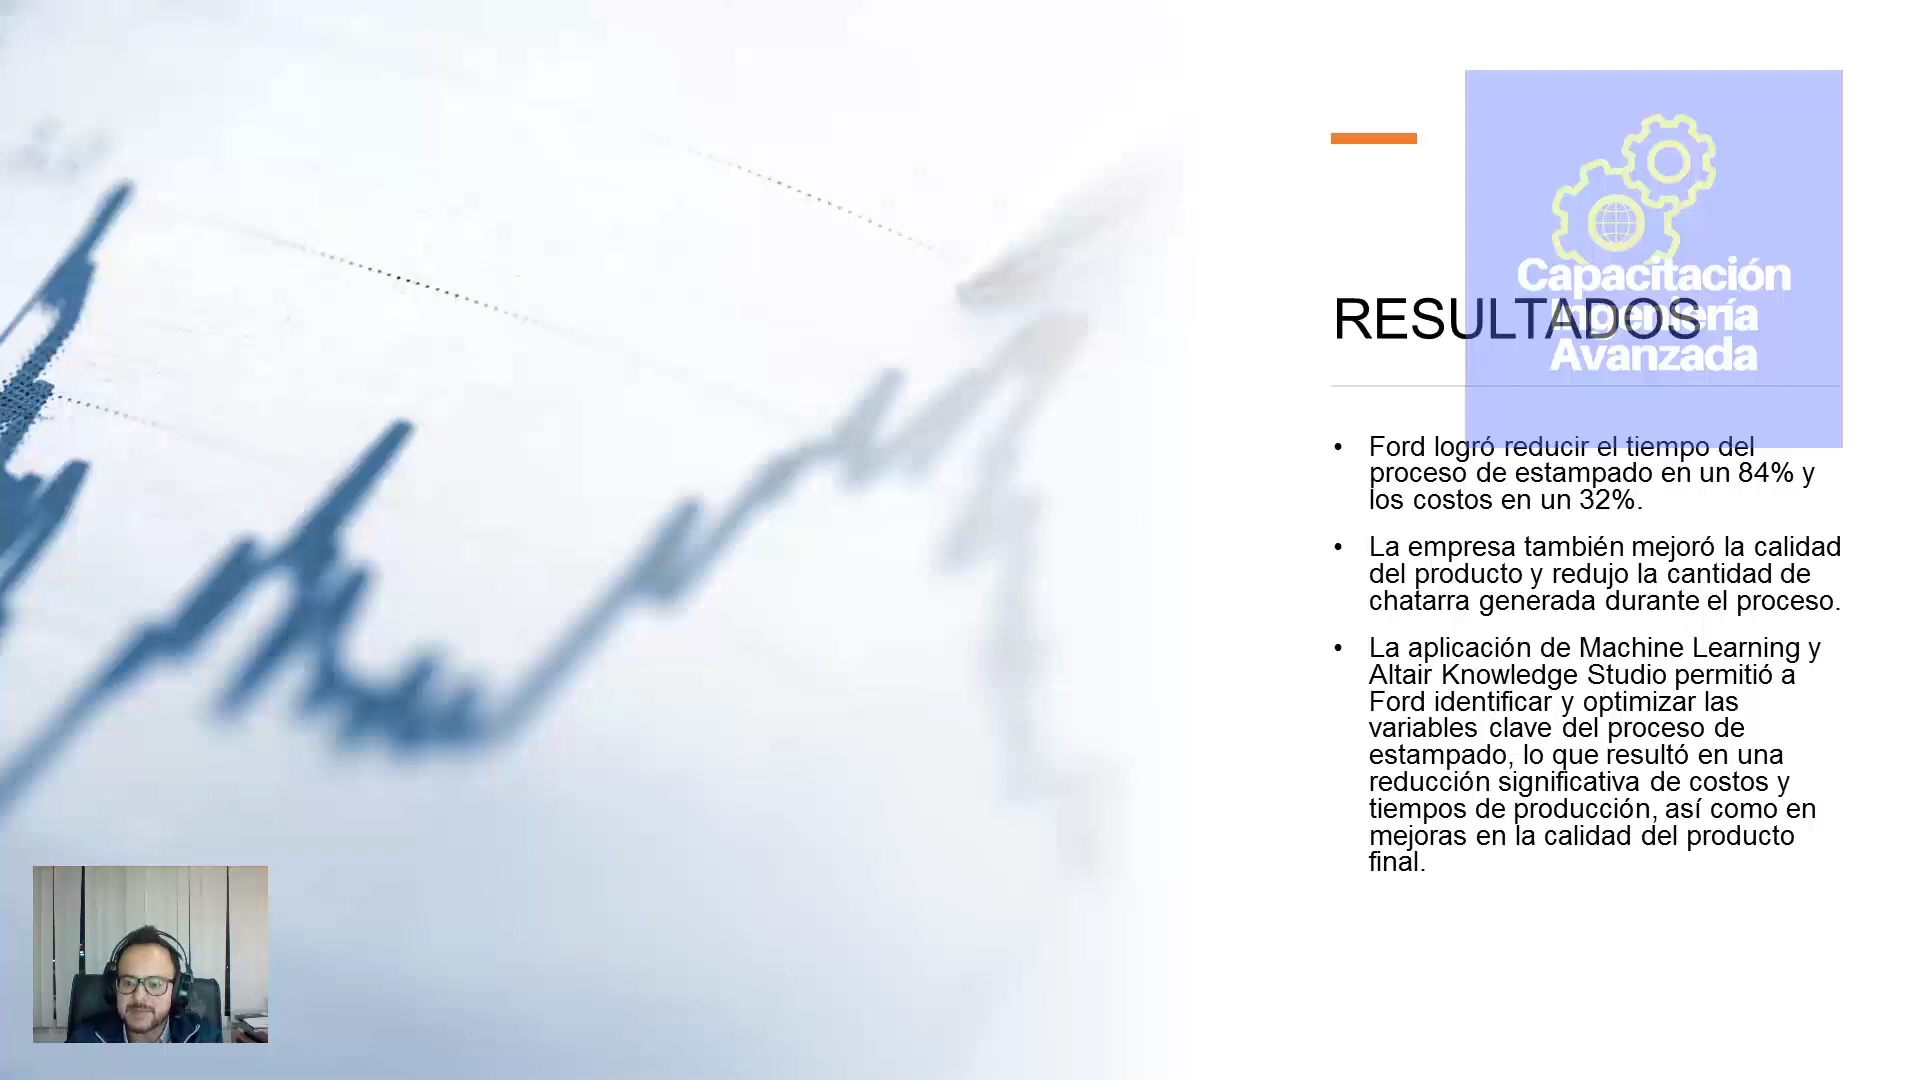 Capacitación
Ingeniería
Avanzada
RESULTADOS
• Ford logró reducir el tiempo del
proceso de estampado en un 84% y
los costos en un 32%.
• La empresa también mejoró la calidad
del producto y redujo la cantidad de
chatarra generada durante el proceso.
• La aplicación de Machine Learning y
Altair Knowledge Studio permitió a
Ford identificar y optimizar las
variables clave del proceso de
estampado, lo que resultó en una
reducción significativa de costos y
tiempos de producción, así como en
mejoras en la calidad del producto
final.